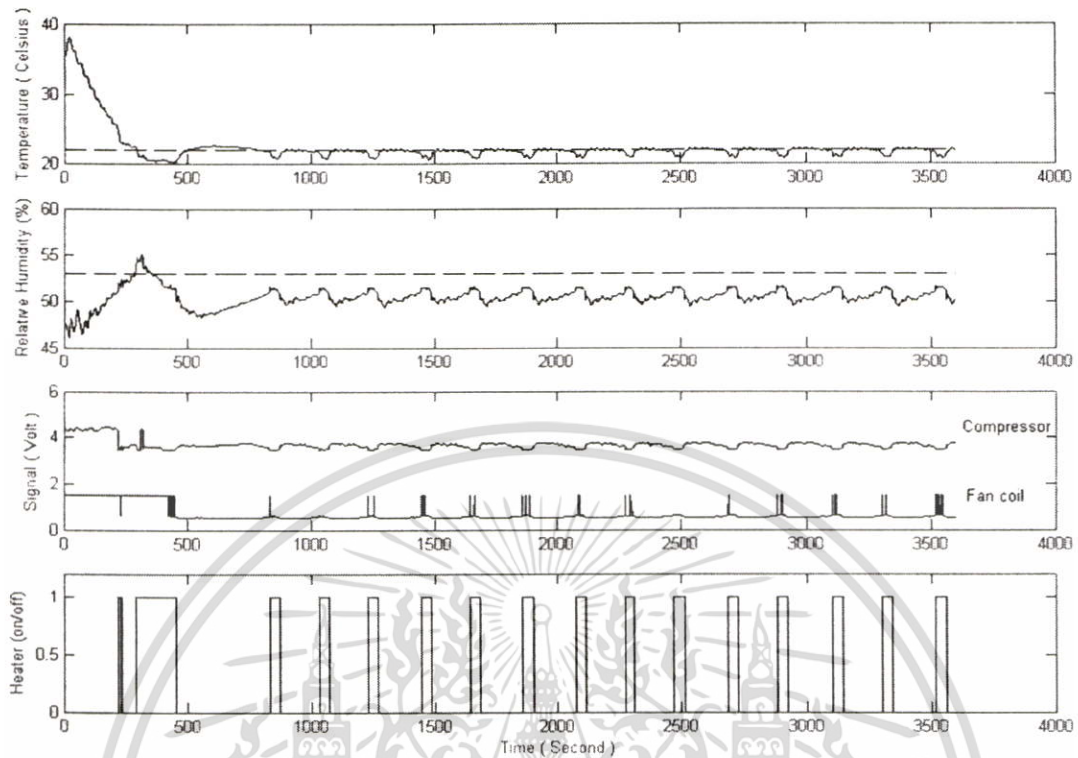 Temperature ( Celsius )
40
30
20
0 500 1000 1500 2000 2500 3000 3500 4000
Relative Humidity (%)
60
55
50
45
0 500 1000 1500 2000 2500 3000 3500 4000
Signal ( Volt )
6
4
2
0
Compressor
Fan coil
0 500 1000 1500 2000 2500 3000 3500 4000
Heater (on/off)
1
0.5
0
0 500 1000 1500 2000 2500 3000 3500 4000
Time ( Second )